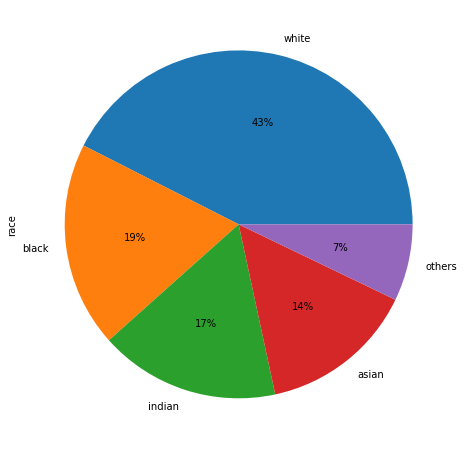 white
43%
race
black
19%
7%
others
14%
17%
asian
indian